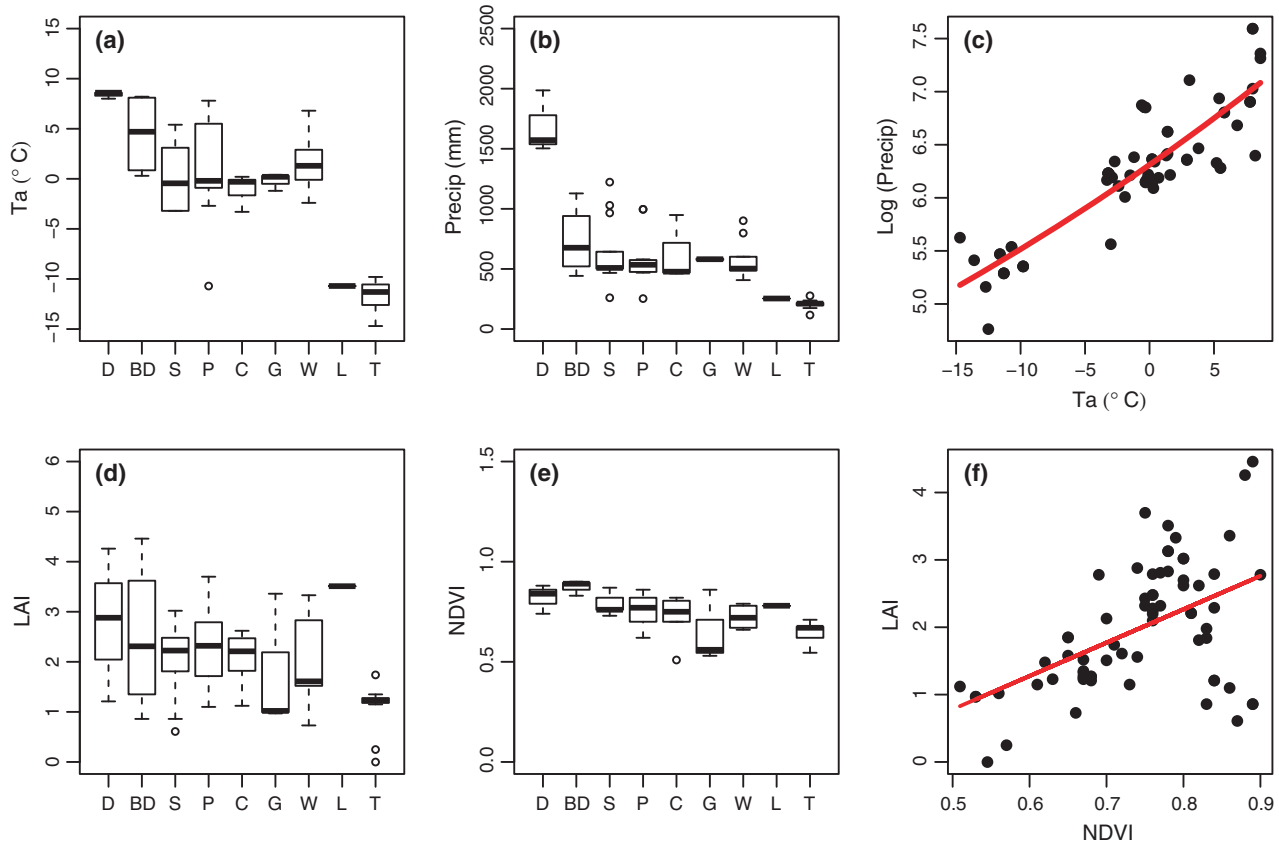 (a)
Ta (° C)
15
10
5
0
−5
−10
−15
D BD S P C G W L T
(b)
Precip (mm)
2500
2000
1500
1000
500
0
D BD S P C G W L T
(c)
Log (Precip)
7.5
7.0
6.5
6.0
5.5
5.0
−15 −10 −5 0 5
Ta (° C)
(d)
LAI
6
5
4
3
2
1
0
D BD S P C G W L T
(e)
NDVI
1.5
1.0
0.5
0.0
D BD S P C G W L T
(f)
LAI
4
3
2
1
0
0.5 0.6 0.7 0.8 0.9
NDVI